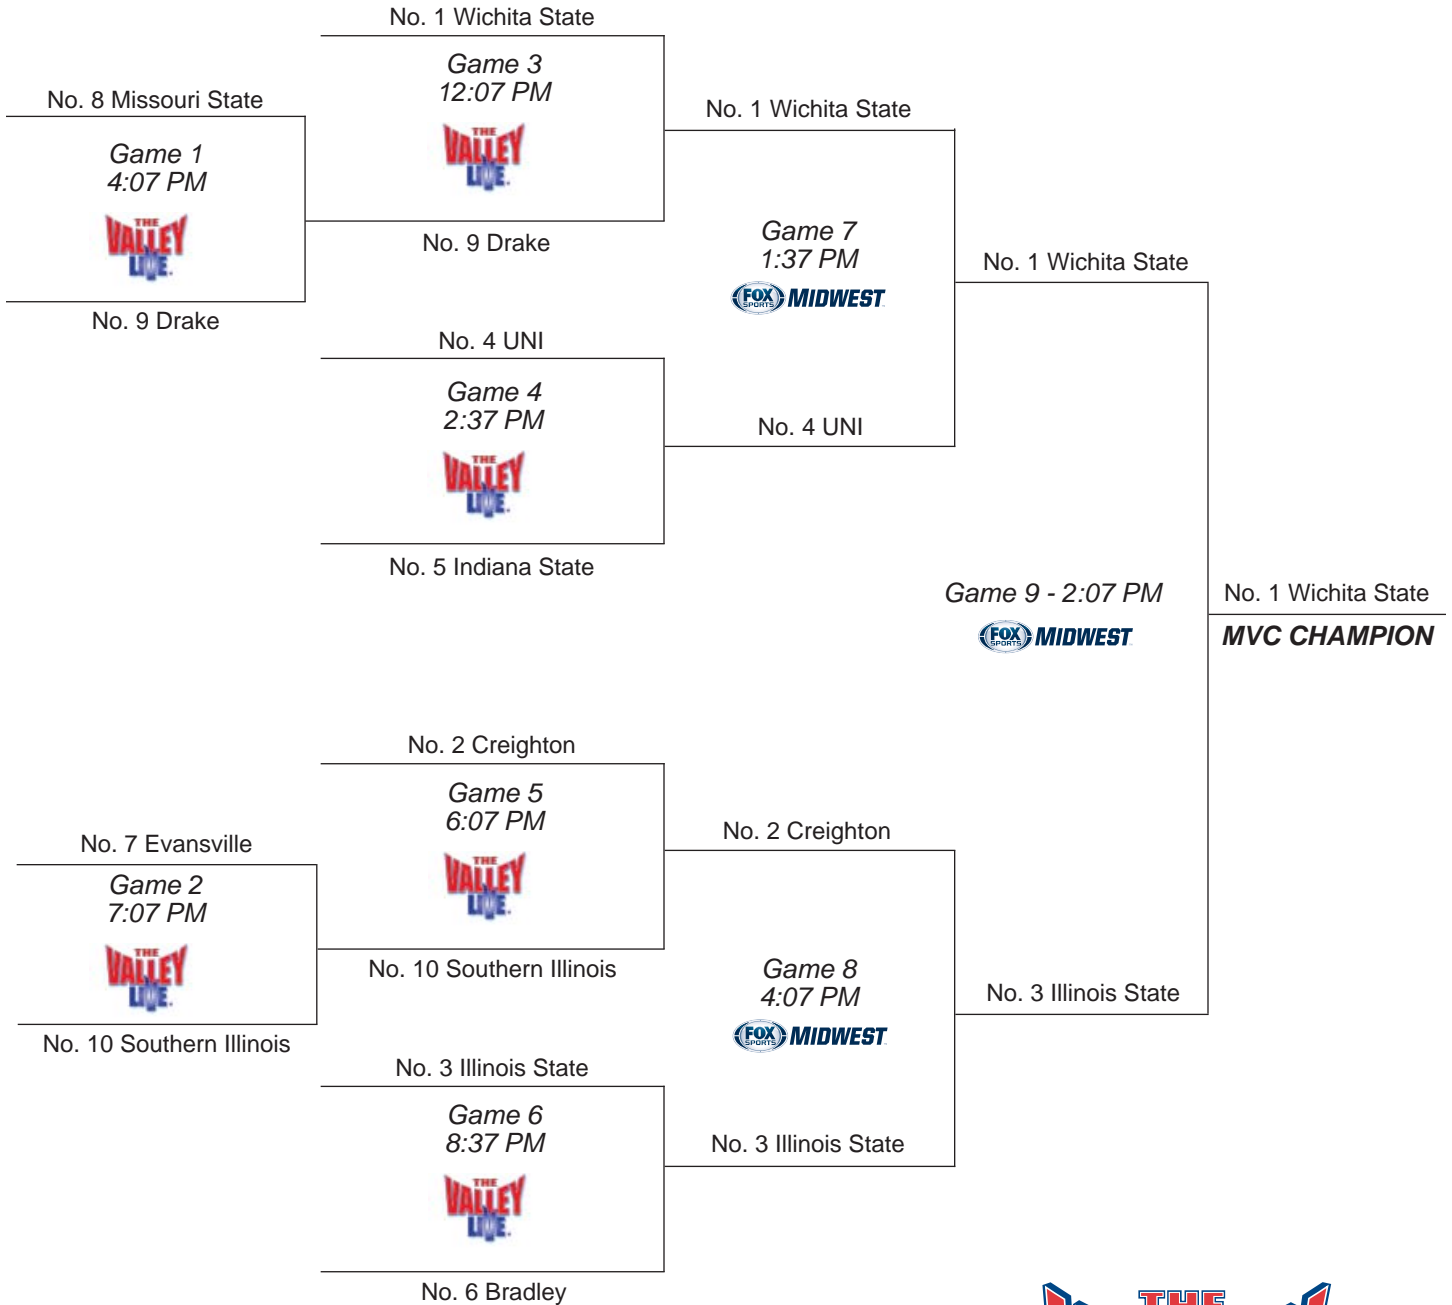 No. 1 Wichita State
Game 3
12:07 PM
THE
VALLEY
LIVE.
No. 9 Drake
No. 8 Missouri State
Game 1
4:07 PM
THE
VALLEY
LIVE.
No. 9 Drake
No. 1 Wichita State
Game 7
1:37 PM
FOX
SPORTS
MIDWEST
No. 4 UNI
No. 4 UNI
Game 4
2:37 PM
THE
VALLEY
LIVE.
No. 5 Indiana State
No. 1 Wichita State
Game 9 - 2:07 PM
FOX
SPORTS
MIDWEST
No. 1 Wichita State
MVC CHAMPION
No. 2 Creighton
Game 5
6:07 PM
THE
VALLEY
LIVE.
No. 10 Southern Illinois
No. 7 Evansville
Game 2
7:07 PM
THE
VALLEY
LIVE.
No. 10 Southern Illinois
No. 2 Creighton
Game 8
4:07 PM
FOX
SPORTS
MIDWEST
No. 3 Illinois State
No. 3 Illinois State
No. 3 Illinois State
Game 6
8:37 PM
THE
VALLEY
LIVE.
No. 6 Bradley
THE